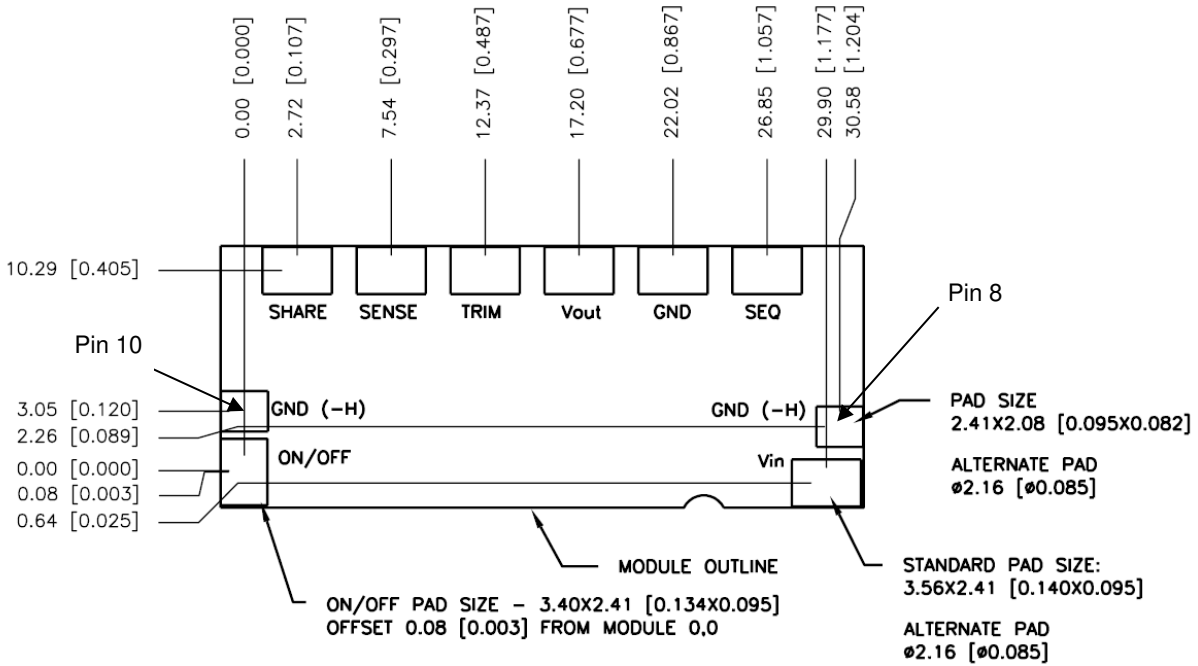 0.00 [0.000]
2.72 [0.107]
7.54 [0.297]
12.37 [0.487]
17.20 [0.677]
22.02 [0.867]
26.85 [1.057]
29.90 [1.177]
30.58 [1.204]
10.29 [0.405]
SHARE
SENSE
TRIM
Vout
GND
SEQ
Pin 8
Pin 10
3.05 [0.120]
GND (-H)
GND (-H)
PAD SIZE
2.41X2.08 [0.095X0.082]
2.26 [0.089]
ON/OFF
Vin
0.00 [0.000]
0.08 [0.003]
0.64 [0.025]
ALTERNATE PAD
ø2.16 [ø0.085]
MODULE OUTLINE
ON/OFF PAD SIZE - 3.40X2.41 [0.134X0.095]
OFFSET 0.08 [0.003] FROM MODULE 0,0
STANDARD PAD SIZE:
3.56X2.41 [0.140X0.095]
ALTERNATE PAD
ø2.16 [ø0.085]